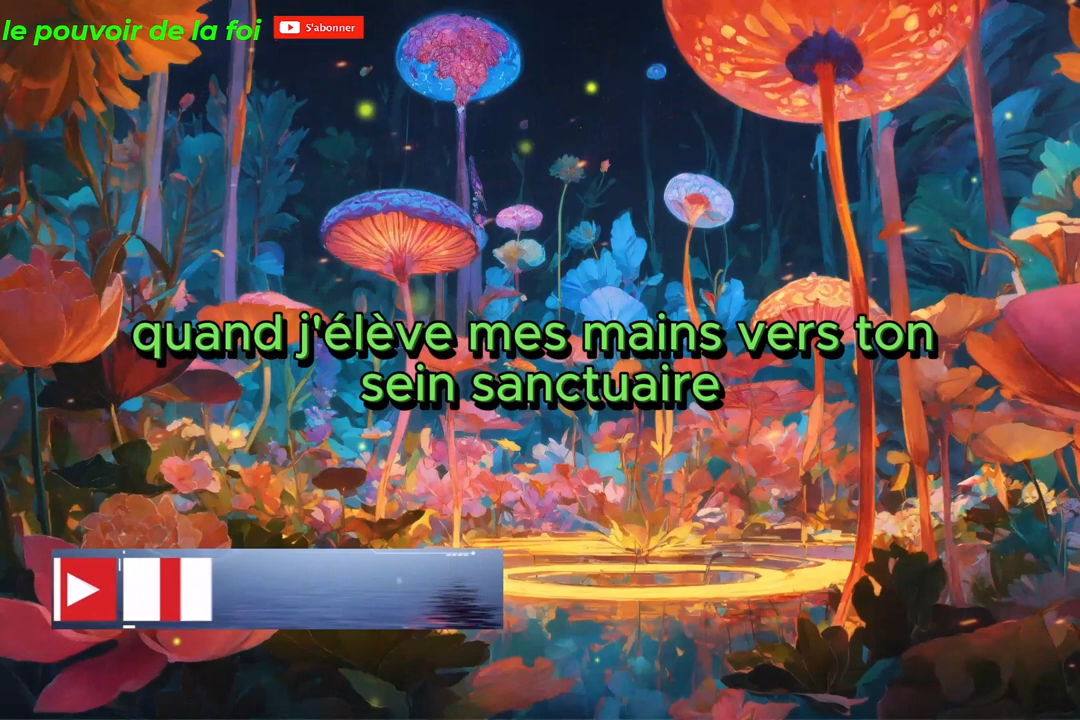 le pouvoir de la foi
S'abonner
quand j'élève mes mains vers ton
sein sanctuaire